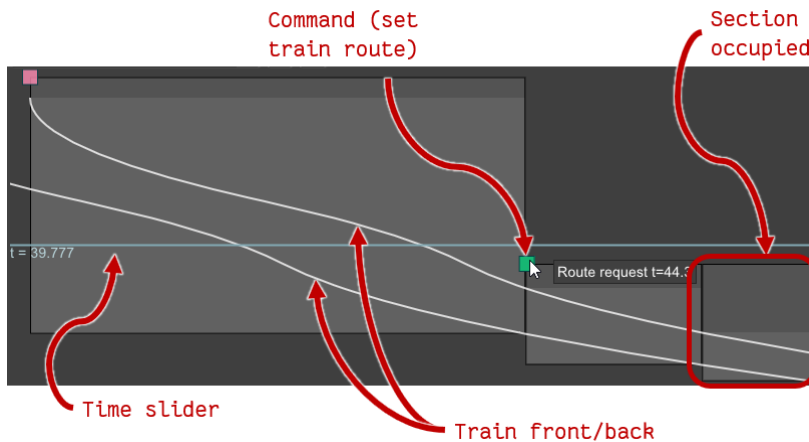 Command (set
train route)
Section
occupied
t = 39.777
Route request t=44.3
Time slider
Train front/back